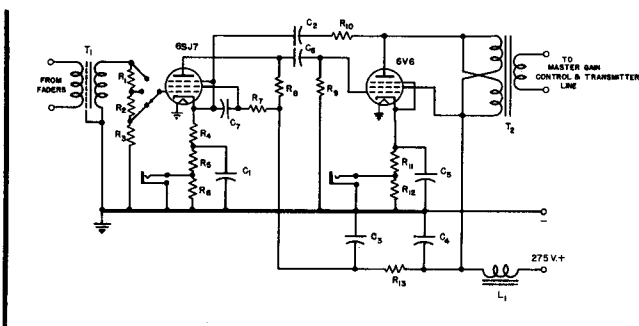 T1
6SJ7
C2
R10
C6
6V6
FROM
FADERS
R1
R2
R3
C7
R7
R8
R9
R4
R5
R6
C1
R11
R12
C5
TO
MASTER GAIN
CONTROL & TRANSMITTER
LINE
T2
C3
C4
R13
275 V.+
L1
−